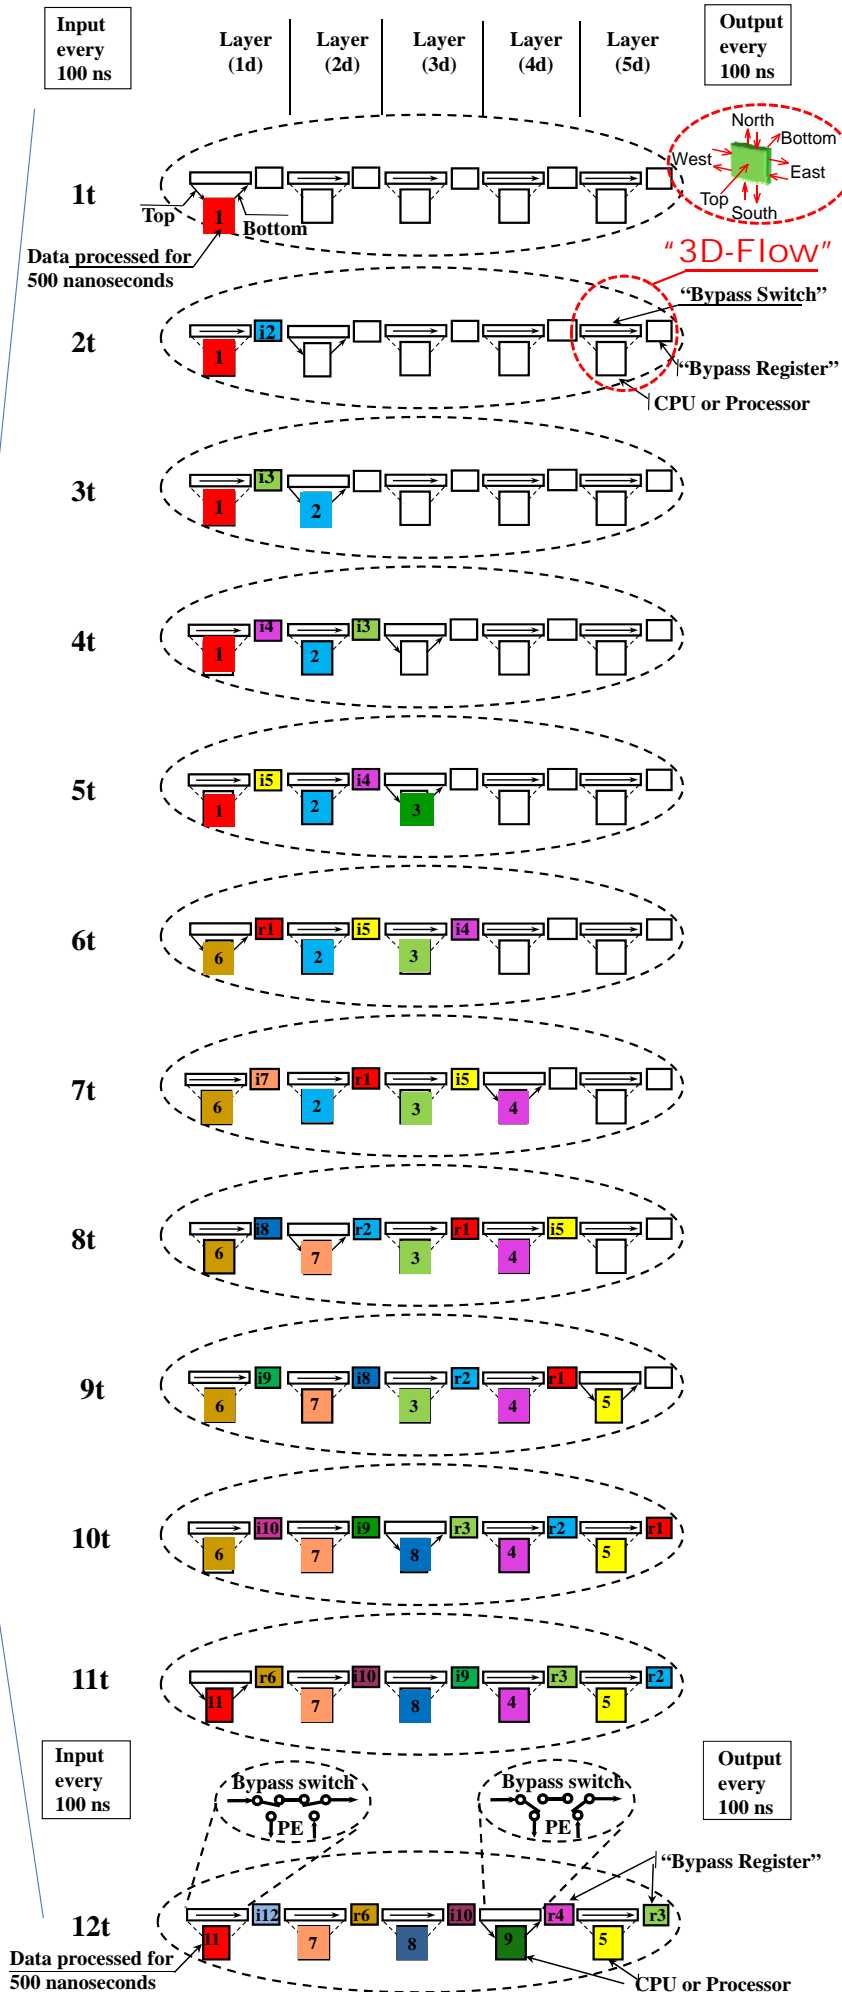 Input
every
100 ns
Layer
(1d)
Layer
(2d)
Layer
(3d)
Layer
(4d)
Layer
(5d)
Output
every
100 ns
North
Bottom
West
East
Top
South
1t
Top
1
Bottom
Data processed for
500 nanoseconds
"3D-Flow"
“Bypass Switch”
2t
i2
1
“Bypass Register”
CPU or Processor
3t
i3
1
2
4t
i4
i3
1
2
5t
i5
i4
1
2
3
6t
r1
i5
i4
6
2
3
7t
i7
r1
i5
6
2
3
4
8t
i8
r2
r1
i5
6
7
3
4
9t
i9
i8
r2
r1
6
7
3
4
5
10t
i10
i9
r3
r2
r1
6
7
8
4
5
11t
r6
i10
i9
r3
r2
11
7
8
4
5
Input
every
100 ns
Bypass switch
PE
Bypass switch
PE
Output
every
100 ns
“Bypass Register”
12t
i12
r6
i10
r4
r3
11
7
8
9
5
Data processed for
500 nanoseconds
CPU or Processor